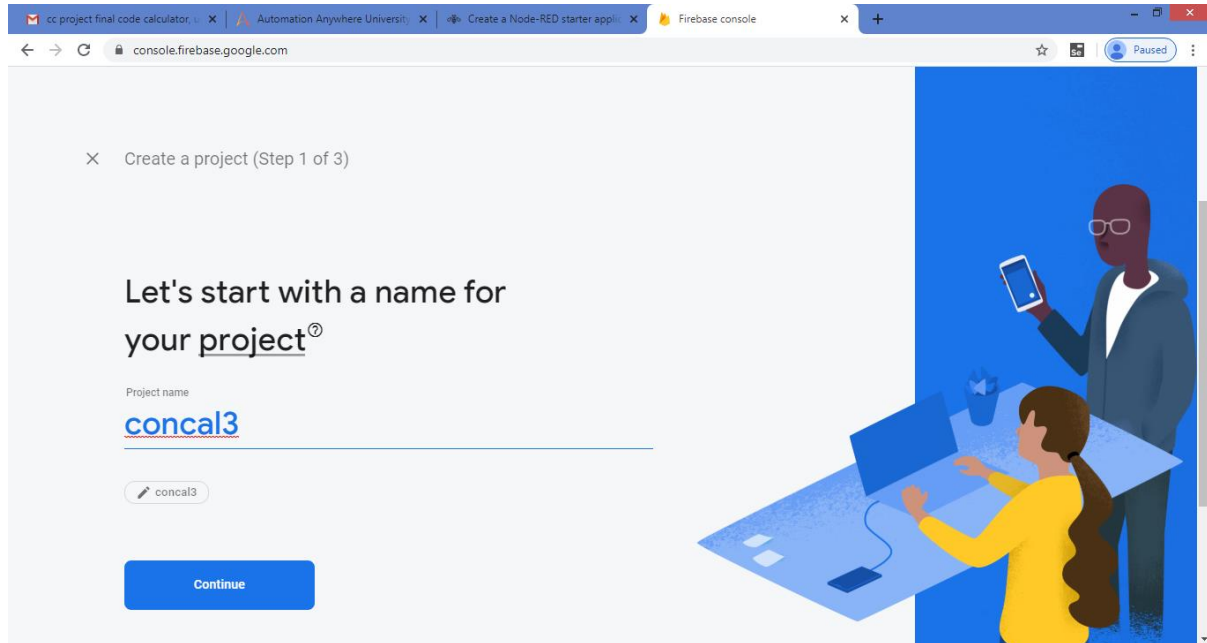 cc project final code calculator, u
Automation Anywhere University
Create a Node-RED starter applic
Firebase console
console.firebase.google.com
Se
Paused
Create a project (Step 1 of 3)
Let's start with a name for
your project
Project name
concal3
concal3
Continue